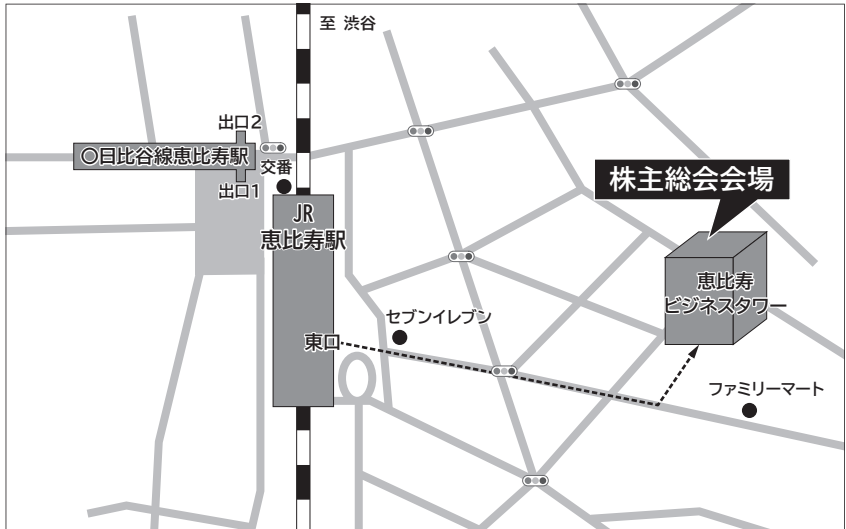 至 渋谷
出口2
○日比谷線恵比寿駅
交番
出口1
JR
恵比寿駅
株主総会会場
恵比寿
ビジネスタワー
セブンイレブン
東口
ファミリーマート